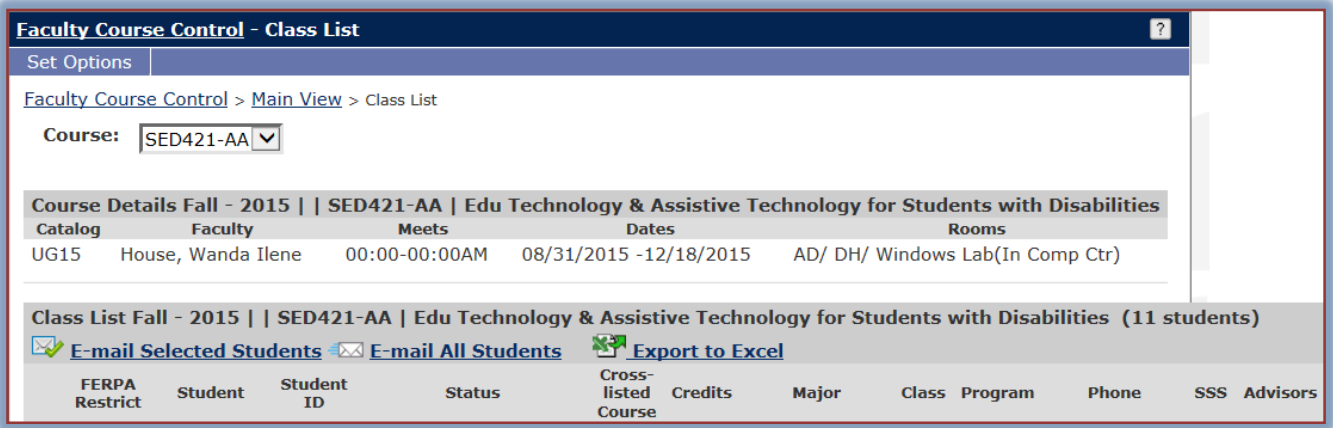 Faculty Course Control - Class List ?
Set Options
Faculty Course Control > Main View > Class List
Course: SED421-AA
Course Details Fall - 2015 | | SED421-AA | Edu Technology & Assistive Technology for Students with Disabilities
Catalog Faculty Meets Dates Rooms
UG15 House, Wanda Ilene 00:00-00:00AM 08/31/2015 -12/18/2015 AD/ DH/ Windows Lab(In Comp Ctr)
Class List Fall - 2015 | | SED421-AA | Edu Technology & Assistive Technology for Students with Disabilities (11 students)
E-mail Selected Students E-mail All Students Export to Excel
FERPA Restrict Student Student ID Status Cross-listed Course Credits Major Class Program Phone SSS Advisors